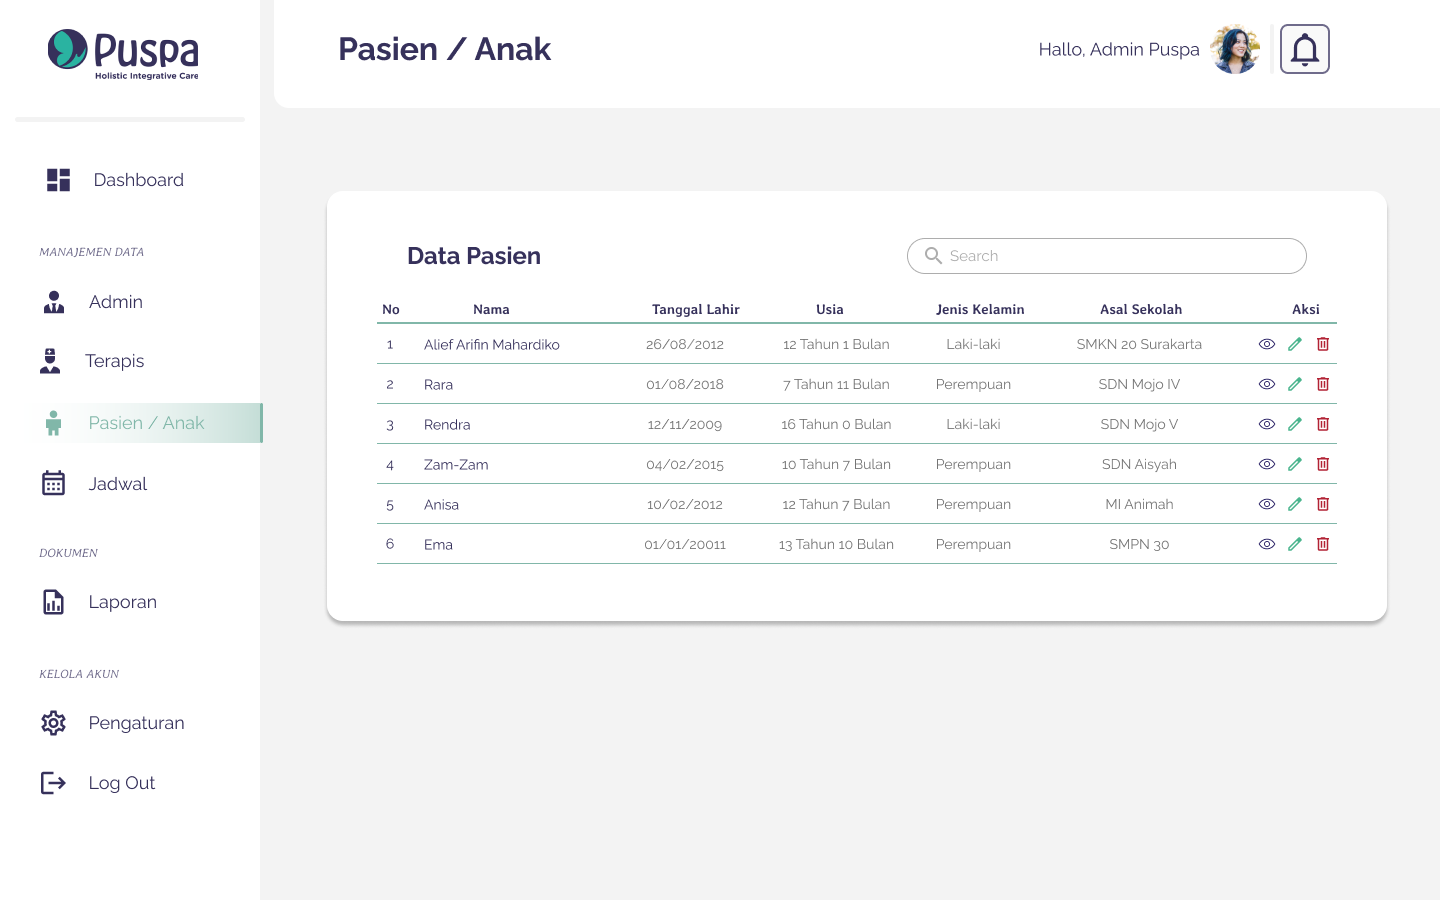 Puspa
Holistic Integrative Care
Dashboard
MANAJEMEN DATA
Admin
Terapis
Pasien / Anak
Jadwal
DOKUMEN
Laporan
KELOLA AKUN
Pengaturan
Log Out
Pasien / Anak
Hallo, Admin Puspa
Data Pasien
Search
No Nama Tanggal Lahir Usia Jenis Kelamin Asal Sekolah Aksi
1 Alief Arifin Mahardiko 26/08/2012 12 Tahun 1 Bulan Laki-laki SMKN 20 Surakarta
2 Rara 01/08/2018 7 Tahun 11 Bulan Perempuan SDN Mojo IV
3 Rendra 12/11/2009 16 Tahun 0 Bulan Laki-laki SDN Mojo V
4 Zam-Zam 04/02/2015 10 Tahun 7 Bulan Perempuan SDN Aisyah
5 Anisa 10/02/2012 12 Tahun 7 Bulan Perempuan MI Animah
6 Ema 01/01/20011 13 Tahun 10 Bulan Perempuan SMPN 30